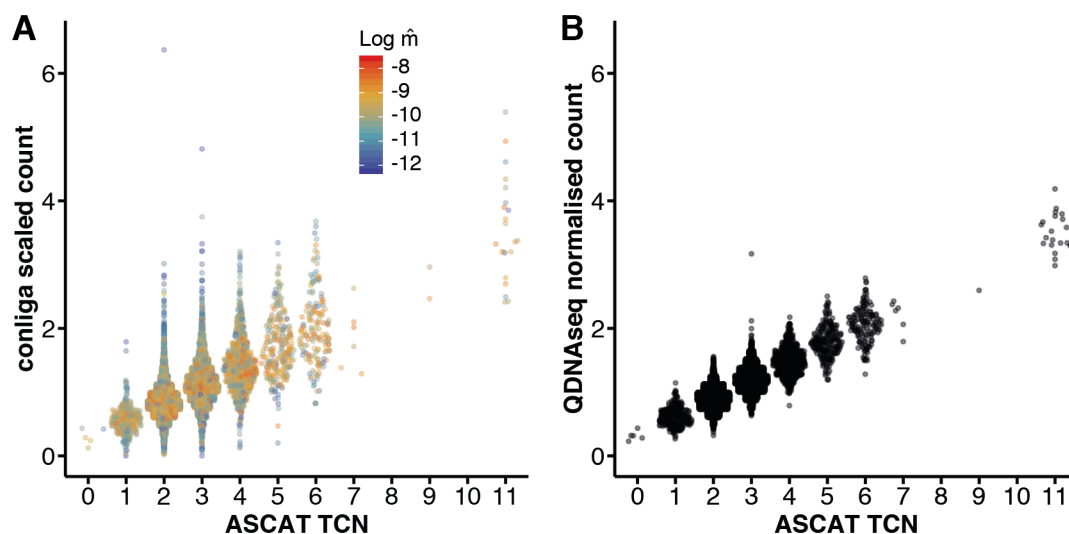 A
conliga scaled count
6
4
2
0
Log m̂
-8
-9
-10
-11
-12
0 1 2 3 4 5 6 7 8 9 10 11
ASCAT TCN
B
QDNAseq normalised count
6
4
2
0
0 1 2 3 4 5 6 7 8 9 10 11
ASCAT TCN